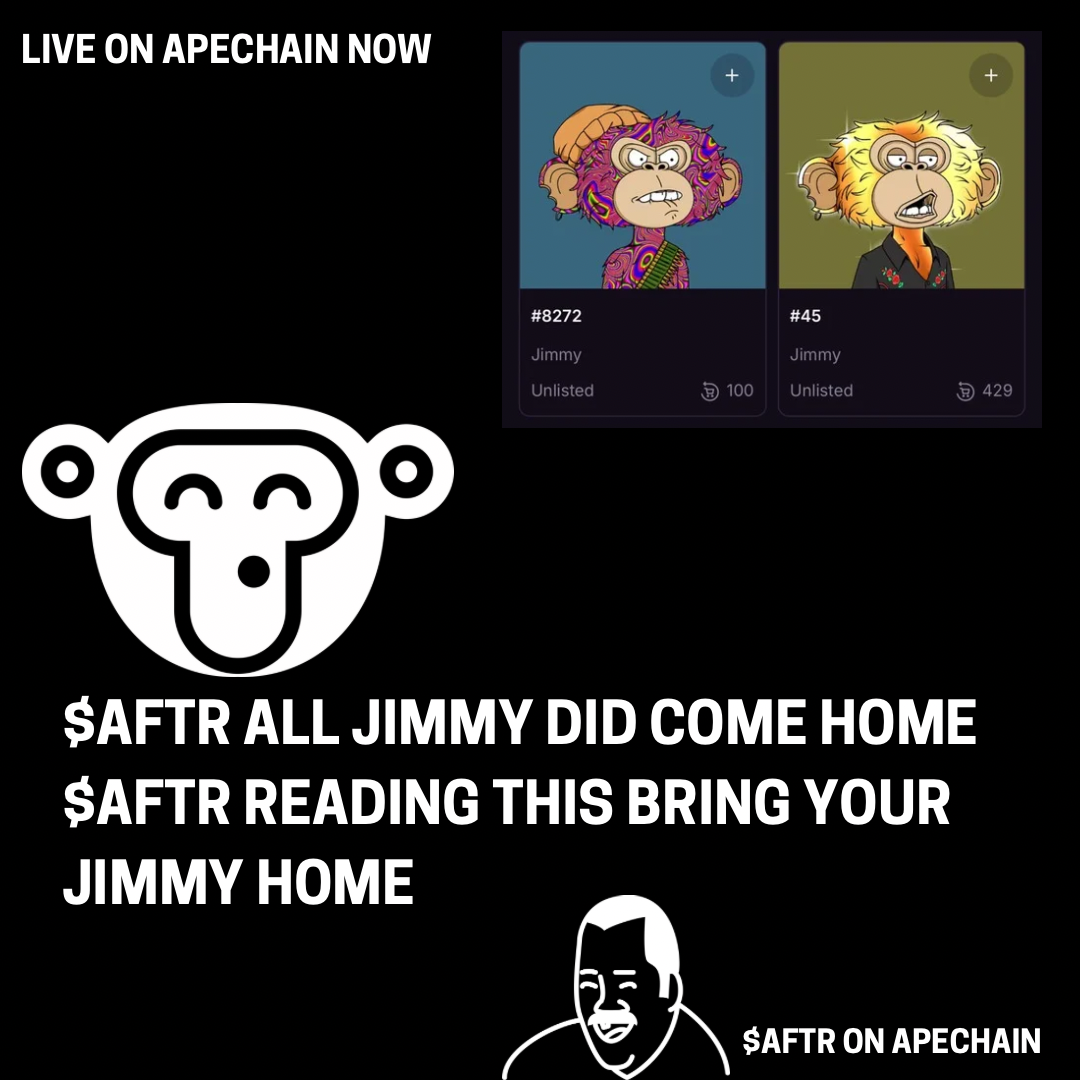 LIVE ON APECHAIN NOW
#8272
Jimmy
Unlisted 100
#45
Jimmy
Unlisted 429
$AFTR ALL JIMMY DID COME HOME
$AFTR READING THIS BRING YOUR
JIMMY HOME
$AFTR ON APECHAIN